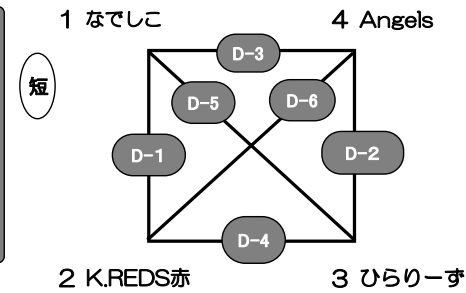 1 なでしこ
4 Angels
短
D-3
D-5
D-6
D-1
D-2
D-4
2 K.REDS赤
3 ひらりーず